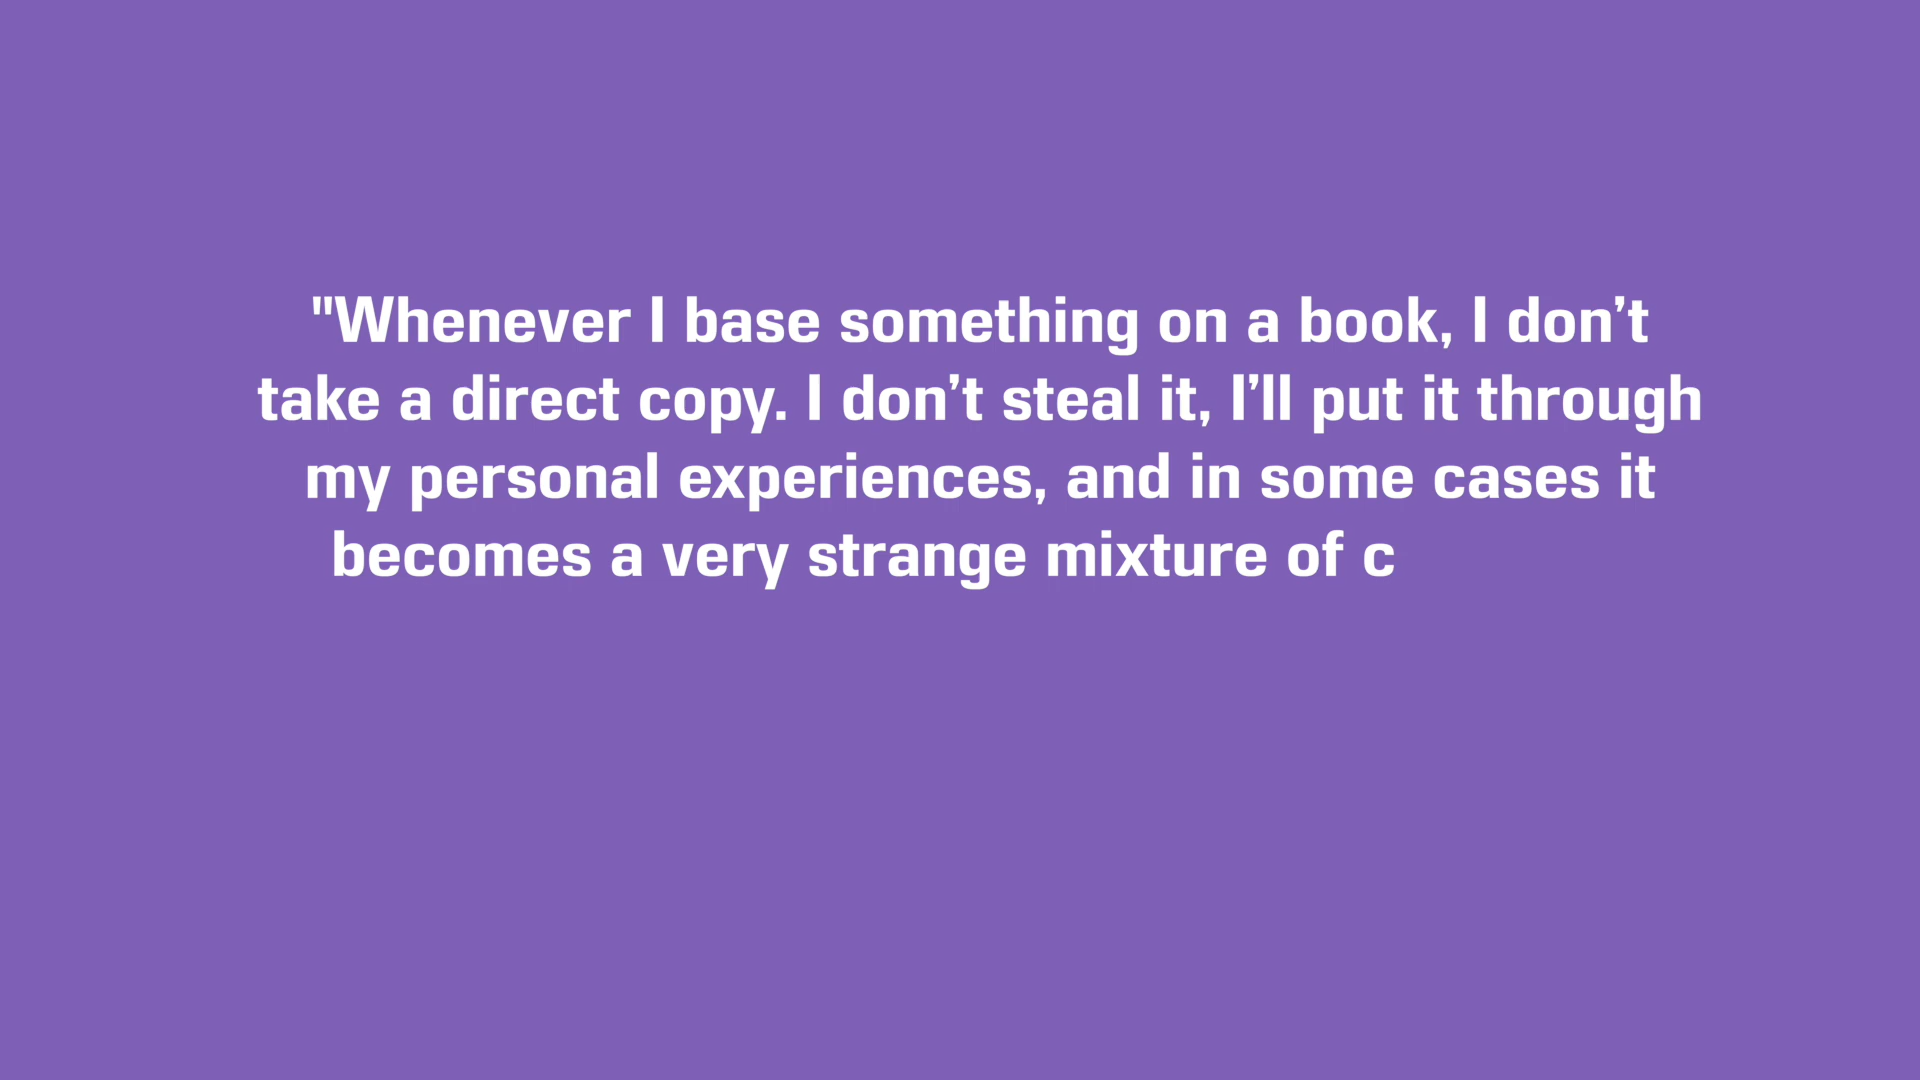 "Whenever I base something on a book, I don’t
take a direct copy. I don’t steal it, I’ll put it through
my personal experiences, and in some cases it
becomes a very strange mixture of c